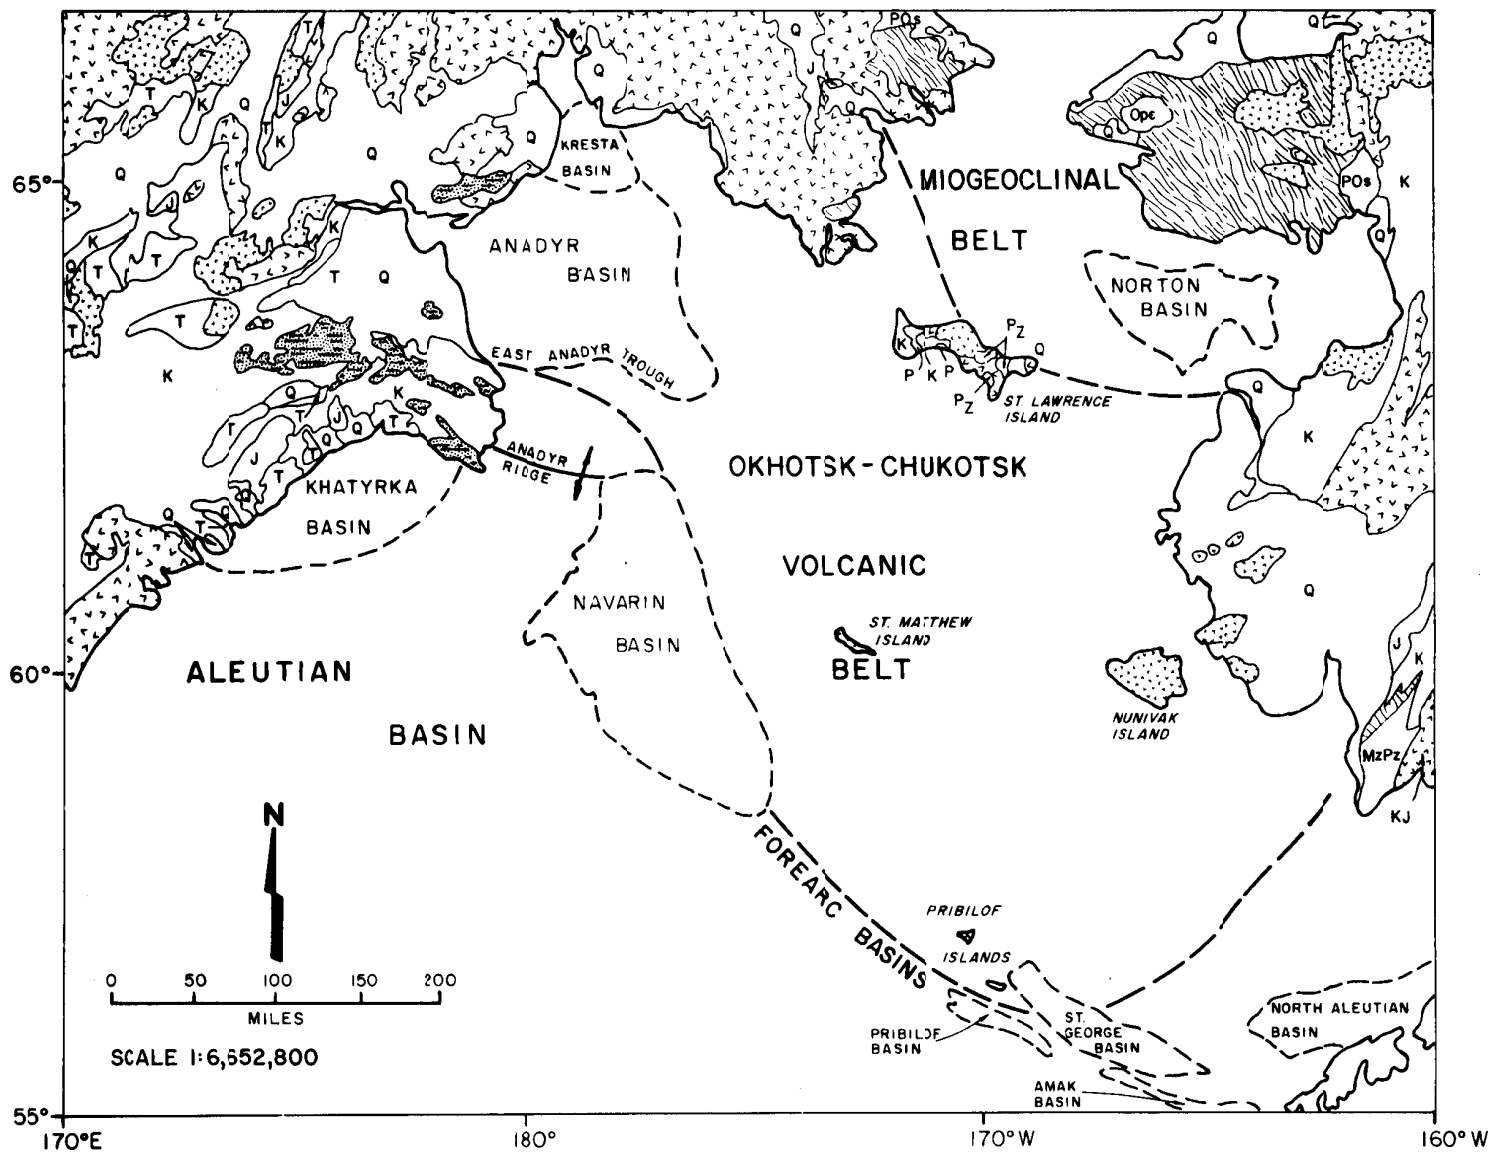 POs
Q
Q
Q
T
Q
T
K
Q
J
T
K
Q
Q
Q
Q
Q
Opє
KRESTA
BASIN
65°
MIOGEOCLINAL
BELT
POs
K
Q
J
K
K
T
T
Q
T
Q
ANADYR
BASIN
NORTON
BASIN
T
T
K
EAST ANADYR TROUGH
K
P
K
P
PZ
PZ
Q
ST LAWRENCE
ISLAND
Q
K
T
T
J
Q
Q
T
K
J
T
T
Q
ANADYR
RIDGE
OKHOTSK-CHUKOTSK
Q
K
KHATYRKA
BASIN
Q
Q
T
VOLCANIC
Q
NAVARIN
BASIN
ST. MATTHEW
ISLAND
BELT
J
K
60°
ALEUTIAN
BASIN
NUNIVAK
ISLAND
MzPz
KJ
N
FOREARC BASINS
PRIBILOF
ISLANDS
0 50 100 150 200
MILES
SCALE 1:6,652,800
PRIBILOF
BASIN
ST.
GEORGE
BASIN
NORTH ALEUTIAN
BASIN
AMAK
BASIN
55°
170°E 180° 170°W 160°W